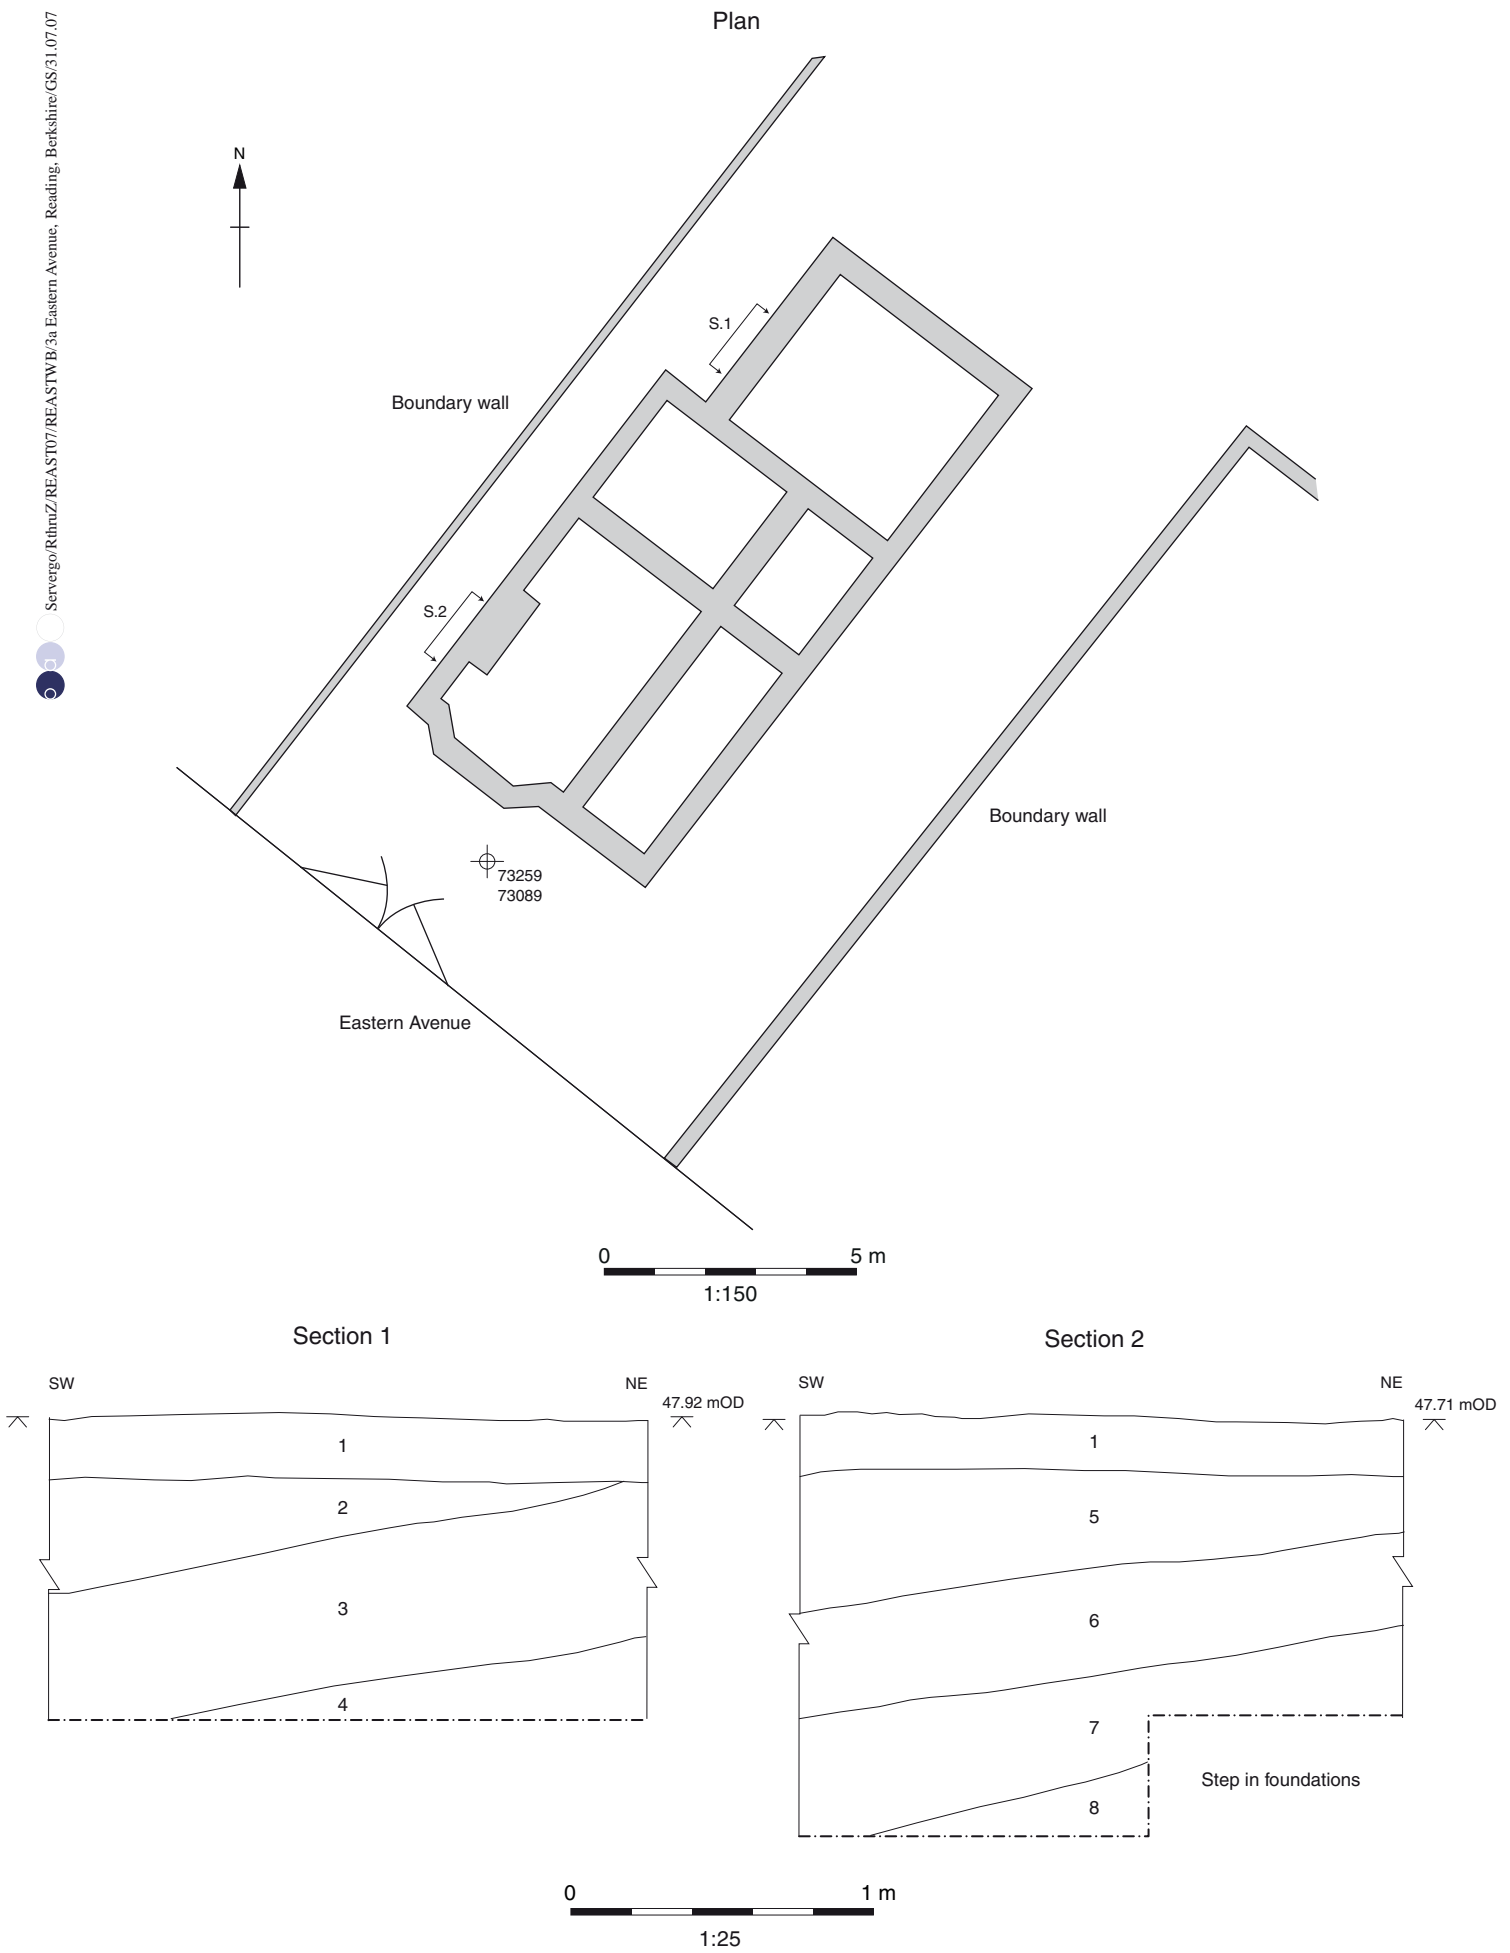 Plan
Servergo/RthruZ/REAST07/REASTWB/3a Eastern Avenue, Reading, Berkshire/GS/31.07.07
N
S.1
Boundary wall
S.2
Boundary wall
73259
73089
Eastern Avenue
0 5 m
1:150
Section 1
SW NE
47.92 mOD
1
2
3
4
Section 2
SW NE
47.71 mOD
1
5
6
7
Step in foundations
8
0 1 m
1:25